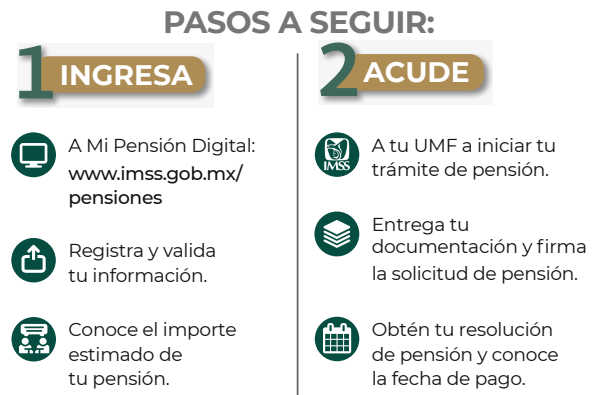 PASOS A SEGUIR:
1 INGRESA
A Mi Pensión Digital:
www.imss.gob.mx/
pensiones
Registra y valida
tu información.
Conoce el importe
estimado de
tu pensión.
2 ACUDE
IMSS
A tu UMF a iniciar tu
trámite de pensión.
Entrega tu
documentación y firma
la solicitud de pensión.
Obtén tu resolución
de pensión y conoce
la fecha de pago.